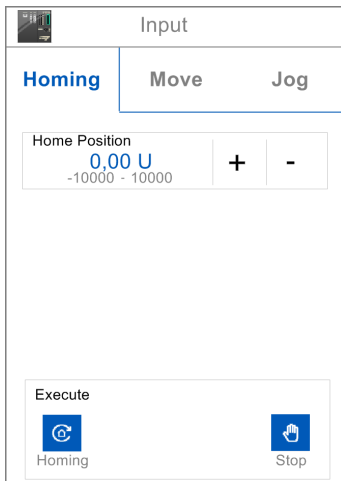 Input
Homing Move Jog
Home Position
0,00 U + -
-10000 - 10000
Execute
Homing Stop